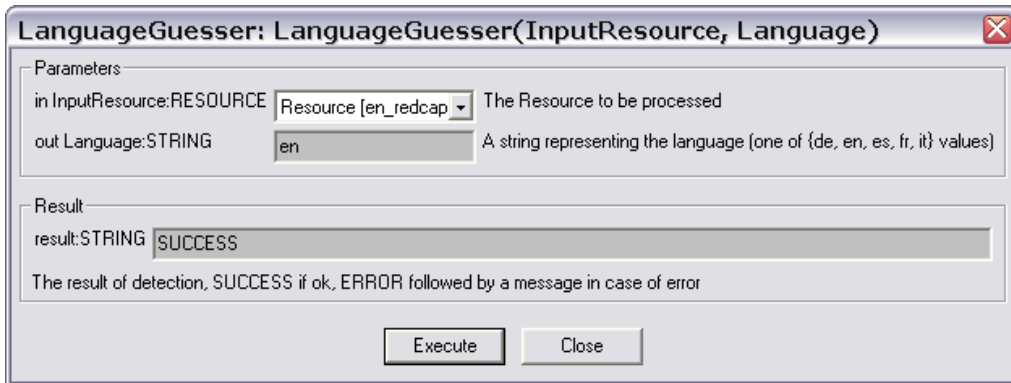 LanguageGuesser: LanguageGuesser(InputResource, Language)
Parameters
in InputResource:RESOURCE Resource [en_redcap The Resource to be processed
out Language:STRING en A string representing the language (one of {de, en, es, fr, it} values)
Result
result:STRING SUCCESS
The result of detection, SUCCESS if ok, ERROR followed by a message in case of error
Execute Close